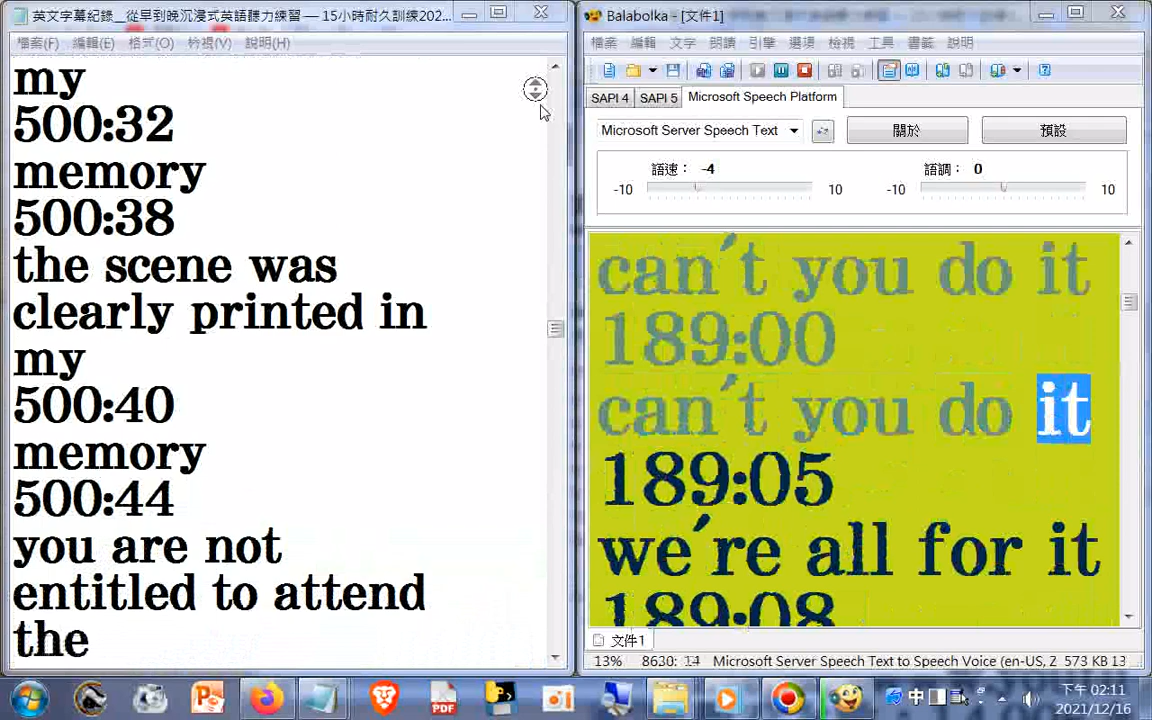 英文字幕紀錄__從早到晚沉浸式英語聽力練習 — 15小時耐久訓練202...
檔案(F) 編輯(E) 格式(O) 檢視(V) 說明(H)
my
500:32
memory
500:38
the scene was
clearly printed in
my
500:40
memory
500:44
you are not
entitled to attend
the
Balabolka - [文件1]
檔案 編輯 文字 朗讀 引擎 選項 檢視 工具 書籤 說明
SAPI 4 SAPI 5 Microsoft Speech Platform
Microsoft Server Speech Text 關於 預設
語速： -4 語調： 0
-10 10 -10 10
can't you do it
189:00
can't you do it
189:05
we're all for it
189:08
文件1
13% 8630: 14 Microsoft Server Speech Text to Speech Voice (en-US, 2 573 KB 13
PDF 中 下午 02:11
2021/12/16